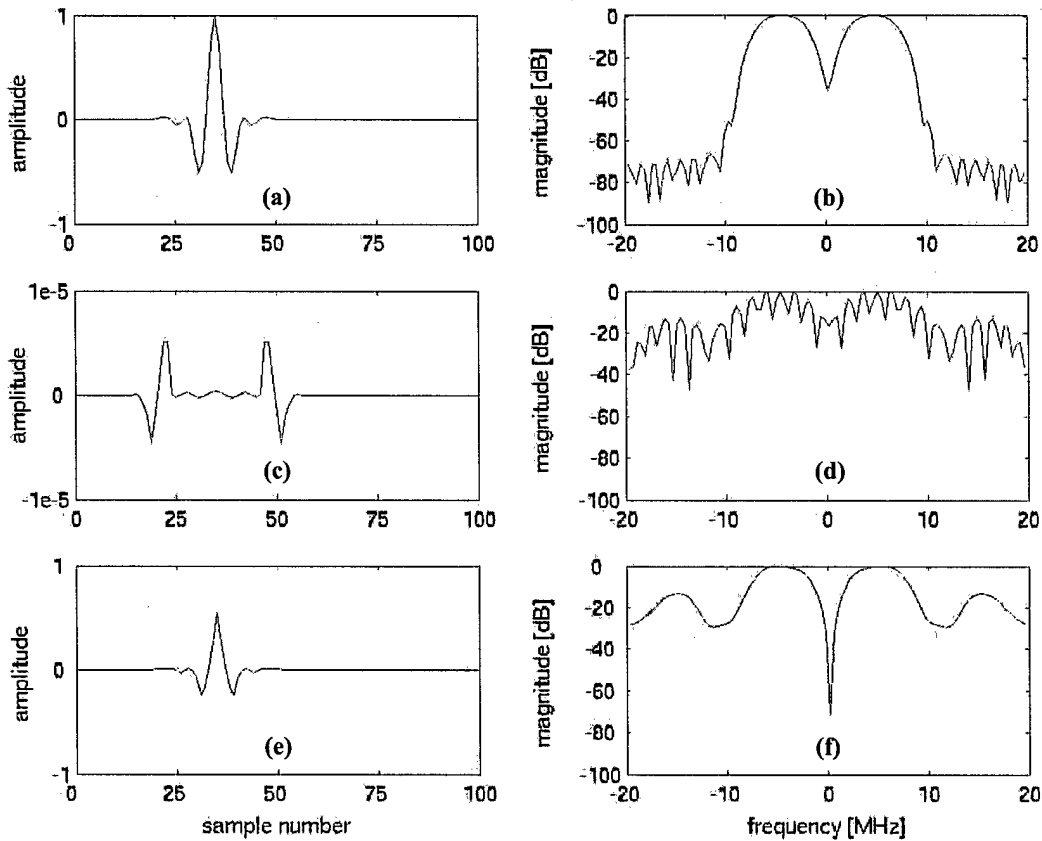 1
0
-1
amplitude
(a)
0 25 50 75 100
0
-20
-40
-60
-80
-100
magnitude [dB]
(b)
-20 -10 0 10 20
1e-5
0
-1e-5
amplitude
(c)
0 25 50 75 100
0
-20
-40
-60
-80
-100
magnitude [dB]
(d)
-20 -10 0 10 20
1
0
-1
amplitude
(e)
0 25 50 75 100
sample number
0
-20
-40
-60
-80
-100
magnitude [dB]
(f)
-20 -10 0 10 20
frequency [MHz]